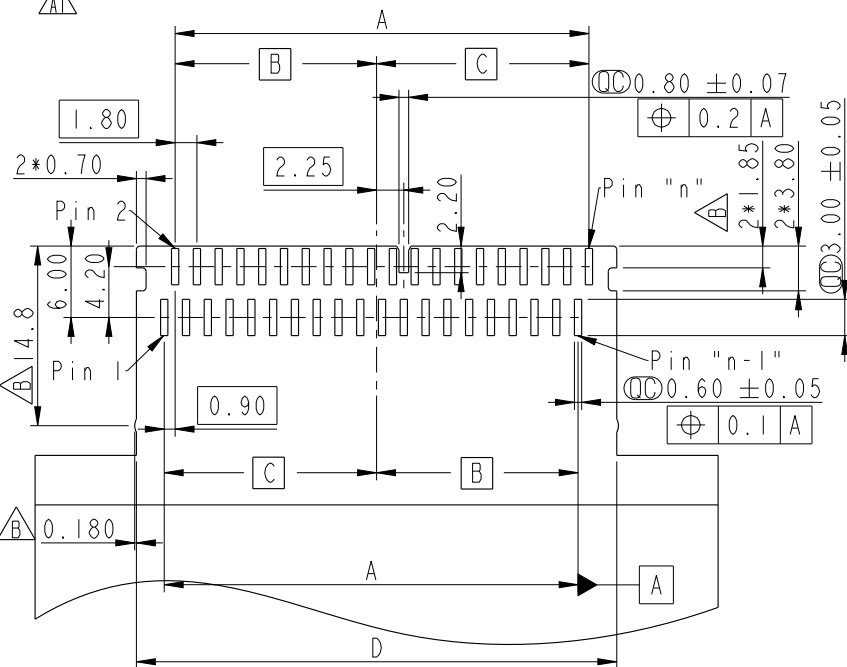 A1
A
B
C
QC 0.80 ±0.07
⌖ 0.2 A
1.80
2.25
2*0.70
2.20
Pin "n"
B
2*1.85
2*3.80
QC 3.00 ±0.05
Pin 2
6.00
4.20
B 14.8
Pin 1
Pin "n-1"
QC 0.60 ±0.05
⌖ 0.1 A
0.90
C
B
B 0.180
A
A
D